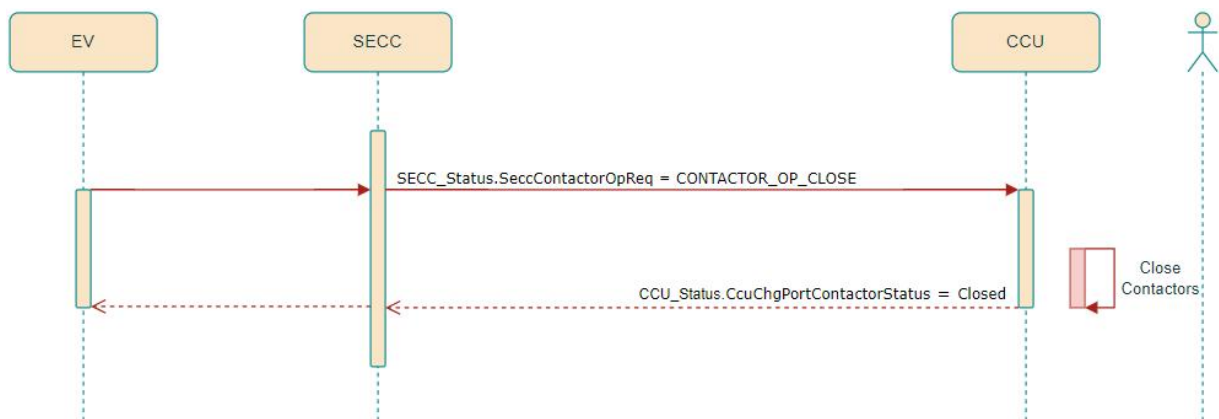 EV
SECC
CCU
SECC_Status.SeccContactorOpReq = CONTACTOR_OP_CLOSE
Close
Contactors
CCU_Status.CcuChgPortContactorStatus = Closed